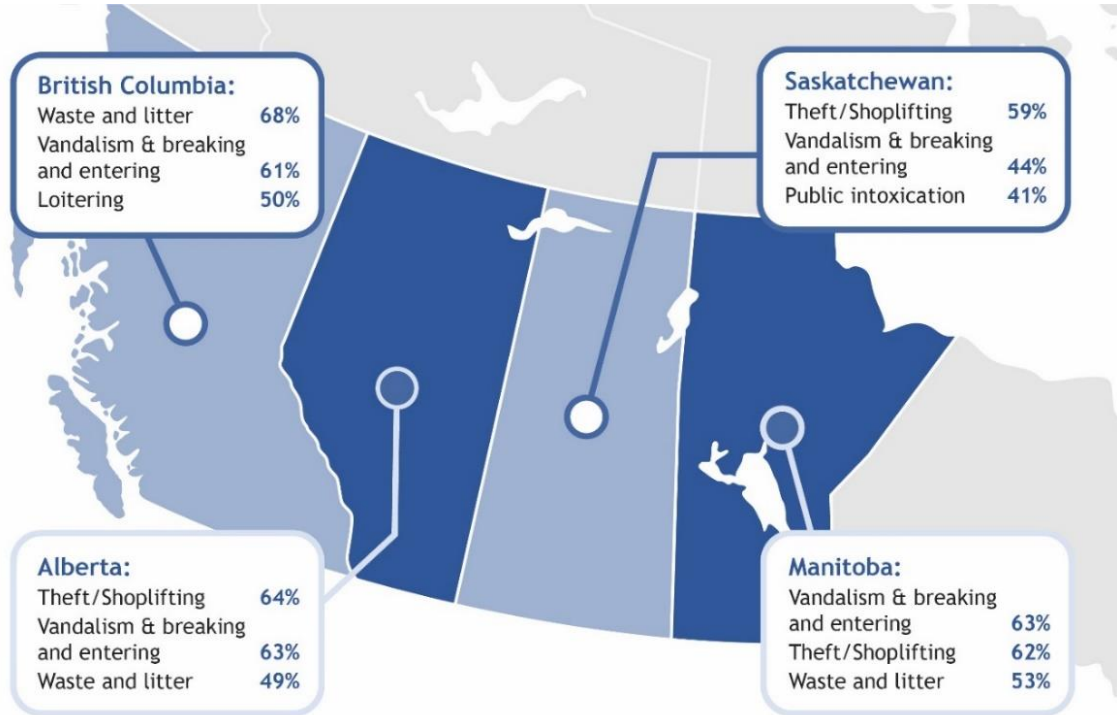 British Columbia:
Waste and litter 68%
Vandalism & breaking
and entering 61%
Loitering 50%
Saskatchewan:
Theft/Shoplifting 59%
Vandalism & breaking
and entering 44%
Public intoxication 41%
Alberta:
Theft/Shoplifting 64%
Vandalism & breaking
and entering 63%
Waste and litter 49%
Manitoba:
Vandalism & breaking
and entering 63%
Theft/Shoplifting 62%
Waste and litter 53%